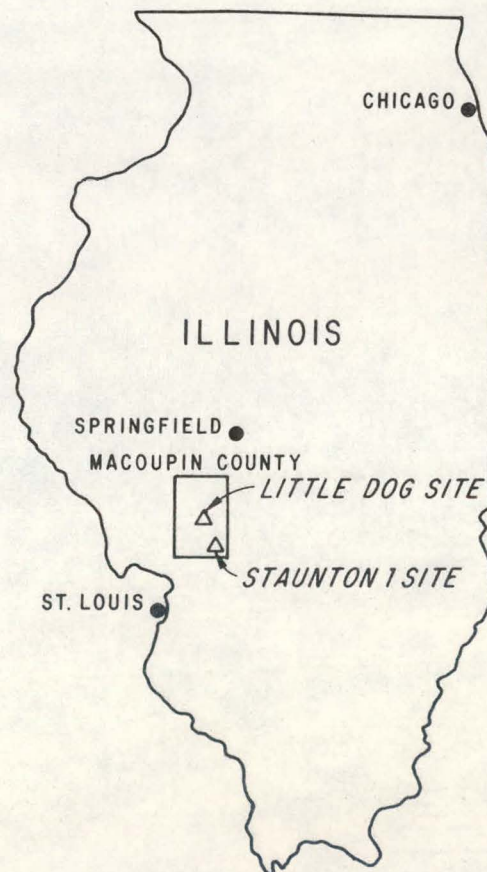 CHICAGO
ILLINOIS
SPRINGFIELD
MACOUPIN COUNTY
LITTLE DOG SITE
STAUNTON 1 SITE
ST. LOUIS